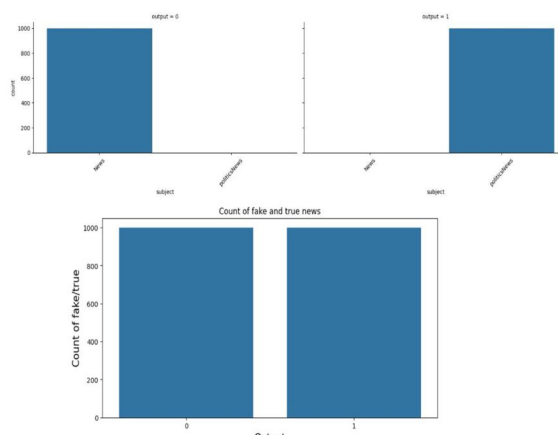 output = 0
output = 1
count
1000
800
600
400
200
0
News
politicsNews
subject
News
politicsNews
subject
Count of fake and true news
Count of fake/true
1000
800
600
400
200
0
0
1